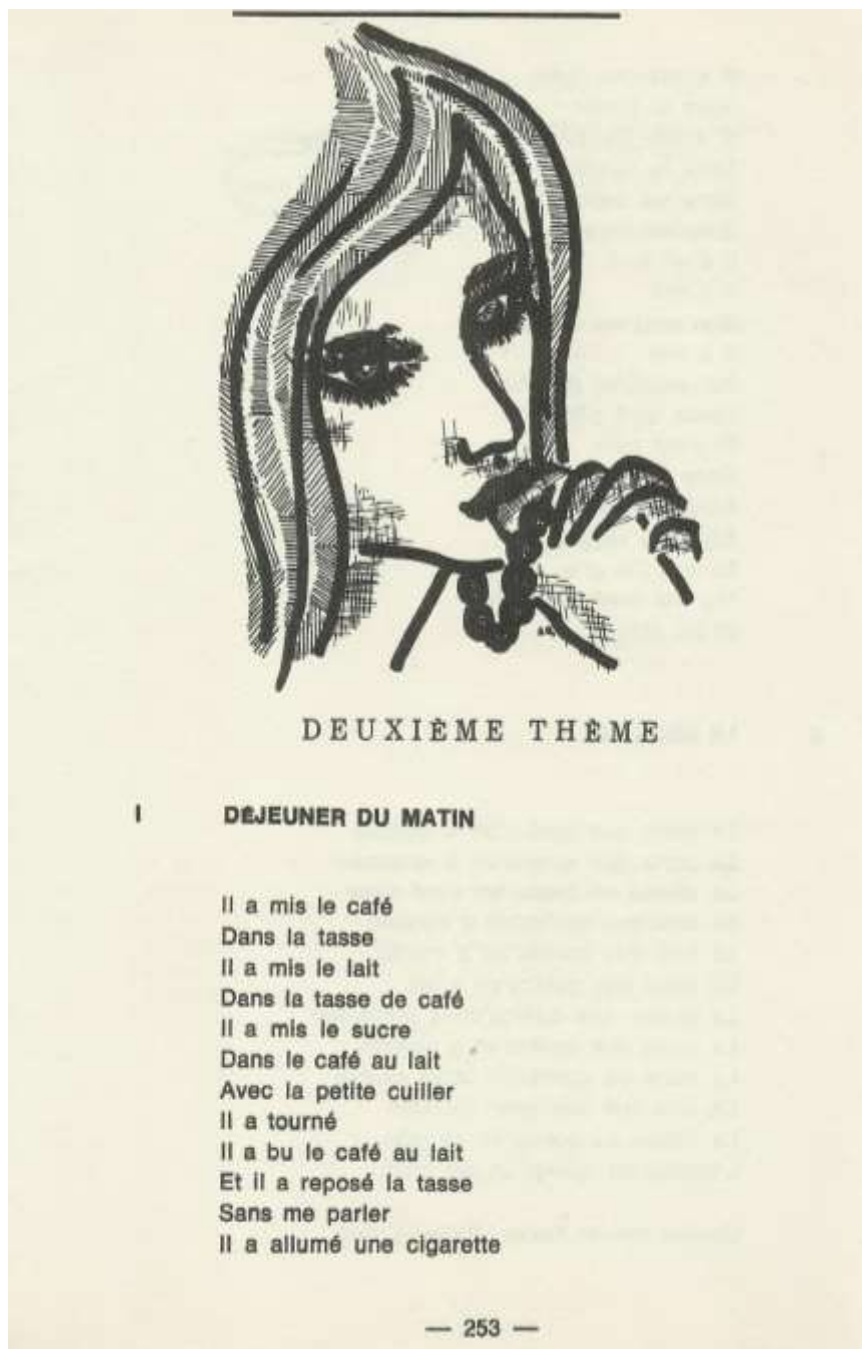 DEUXIÈME THÈME
I DÉJEUNER DU MATIN
Il a mis le café
Dans la tasse
Il a mis le lait
Dans la tasse de café
Il a mis le sucre
Dans le café au lait
Avec la petite cuiller
Il a tourné
Il a bu le café au lait
Et il a reposé la tasse
Sans me parler
Il a allumé une cigarette
— 253 —